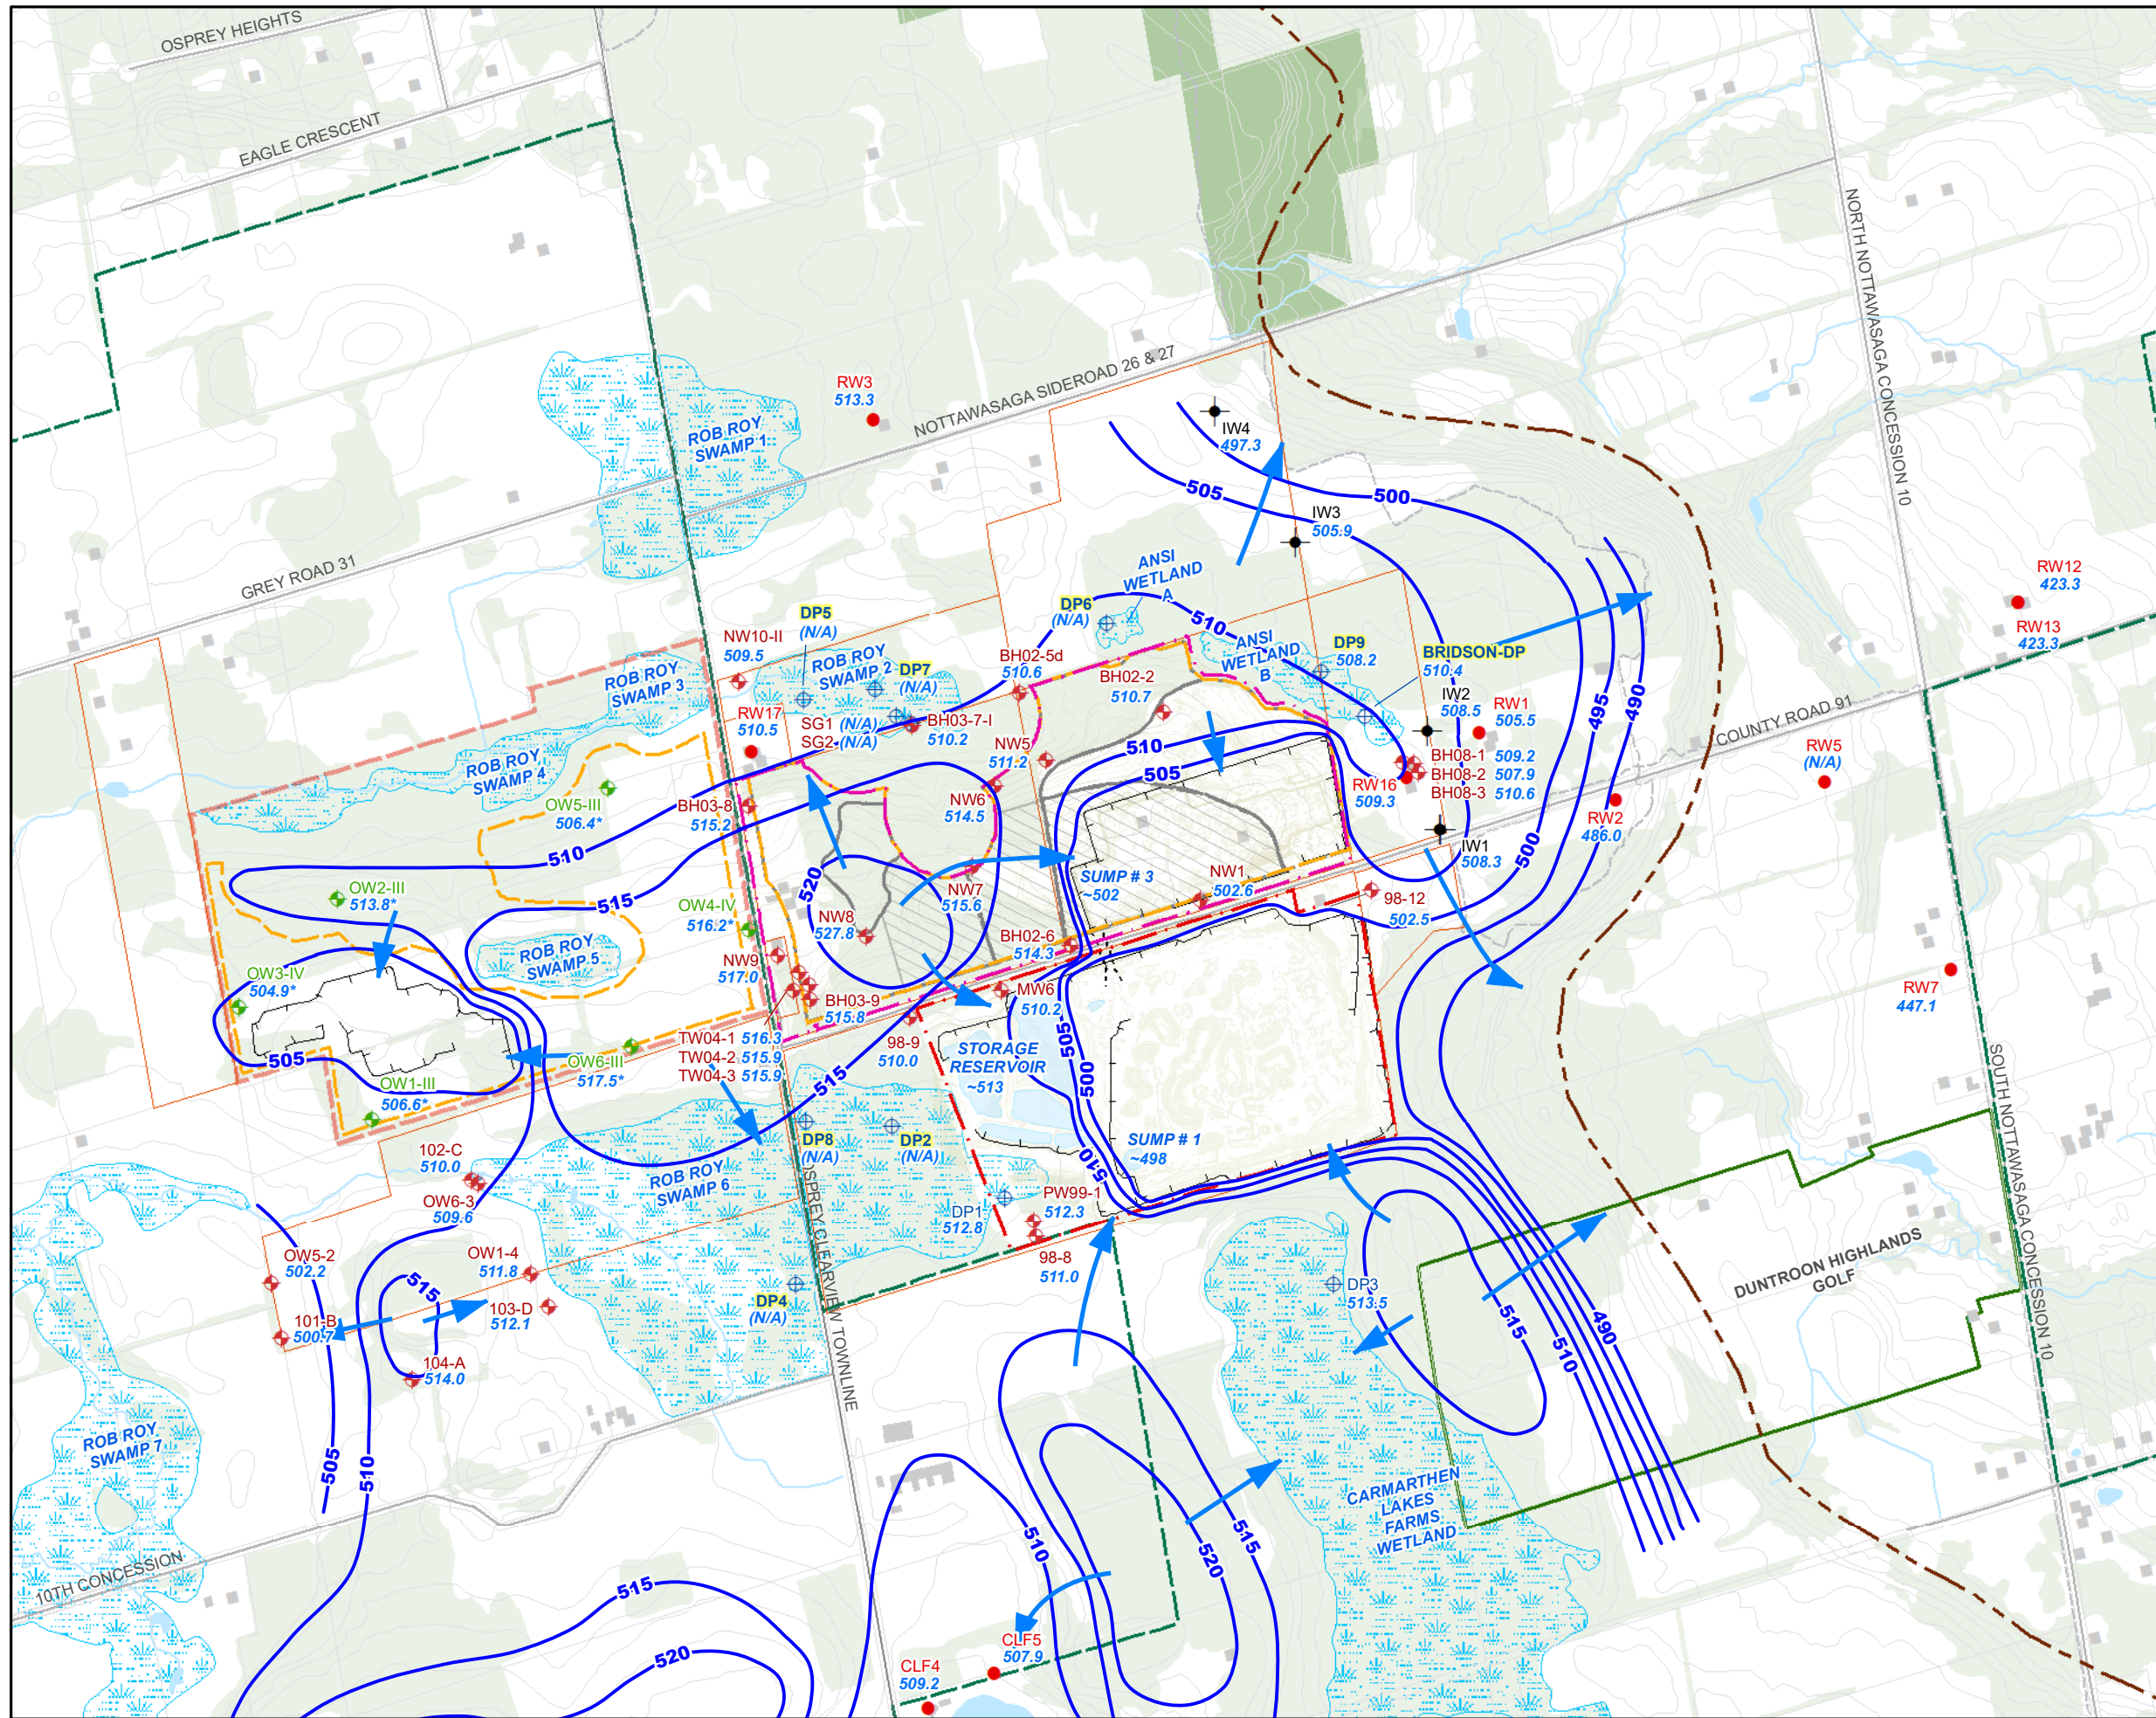 OSPREY HEIGHTS
EAGLE CRESCENT
GREY ROAD 31
NOTTAWASAGA SIDEROAD 26 & 27
NORTH NOTTAWASAGA CONCESSION 10
RW3
513.3
ROB ROY
SWAMP 1
IW4
497.3
505
500
IW3
505.9
ANSI
WETLAND
A
RW12
423.3
RW13
423.3
DP5
(N/A)
DP6
(N/A)
510
NW10-II
509.5
ROB ROY
SWAMP 2
DP7
(N/A)
BH02-5d
510.6
BH02-2
510.7
ANSI
WETLAND
B
DP9
508.2
BRIDSON-DP
510.4
ROB ROY
SWAMP 3
IW2
508.5
RW1
505.5
495
490
RW17
510.5
SG1 (N/A)
SG2 (N/A)
BH03-7-I
510.2
NW5
511.2
510
505
COUNTY ROAD 91
RW5
(N/A)
ROB ROY
SWAMP 4
BH08-1 509.2
BH08-2 507.9
BH08-3 510.6
RW16
509.3
OW5-III
506.4*
BH03-8
515.2
NW6
514.5
RW2
486.0
IW1
508.3
500
510
OW2-III
513.8*
515
OW4-IV
516.2*
520
NW8
527.8
NW7
515.6
SUMP # 3
~502
NW1
502.6
98-12
502.5
ROB ROY
SWAMP 5
NW9
517.0
BH02-6
514.3
OW3-IV
504.9*
BH03-9
515.8
MW6
510.2
RW7
447.1
TW04-1 516.3
TW04-2 515.9
TW04-3 515.9
98-9
510.0
STORAGE
RESERVOIR
~513
505
500
505
OW6-III
517.5*
OW1-III
506.6*
515
SOUTH NOTTAWASAGA CONCESSION 10
DP8
(N/A)
DP2
(N/A)
SUMP # 1
~498
510
102-C
510.0
ROB ROY
SWAMP 6
OSPREY CLEARVIEW TOWNLINE
OW6-3
509.6
DP1
512.8
PW99-1
512.3
98-8
511.0
OW5-2
502.2
OW1-4
511.8
515
103-D
512.1
DP4
(N/A)
DP3
513.5
DUNTROON HIGHLANDS
GOLF
101-B
500.7
104-A
514.0
515
510
490
ROB ROY
SWAMP 7
505
510
CARMARTHEN
LAKES
FARMS
WETLAND
510
520
515
10TH CONCESSION
515
520
CLF5
507.9
CLF4
509.2